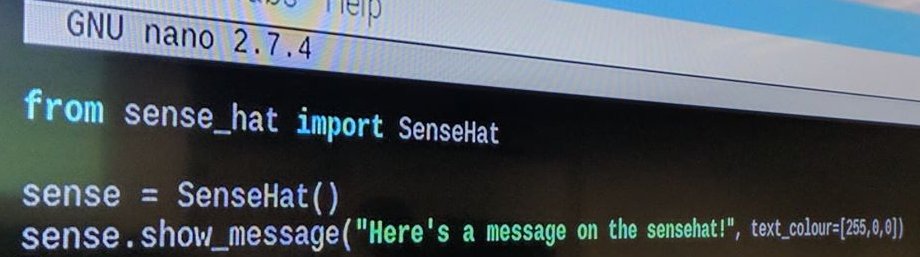 Help
GNU nano 2.7.4
from sense_hat import SenseHat
sense = SenseHat()
sense.show_message("Here's a message on the sensehat!", text_colour=[255,0,0])